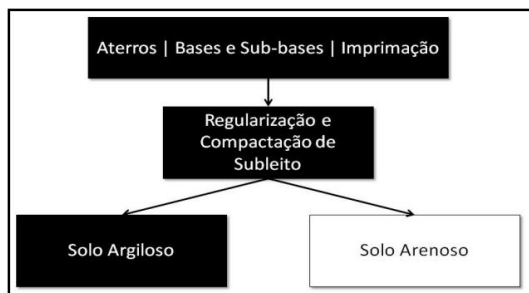 Aterros | Bases e Sub-bases | Imprimação
Regularização e
Compactação de
Subleito
Solo Argiloso
Solo Arenoso